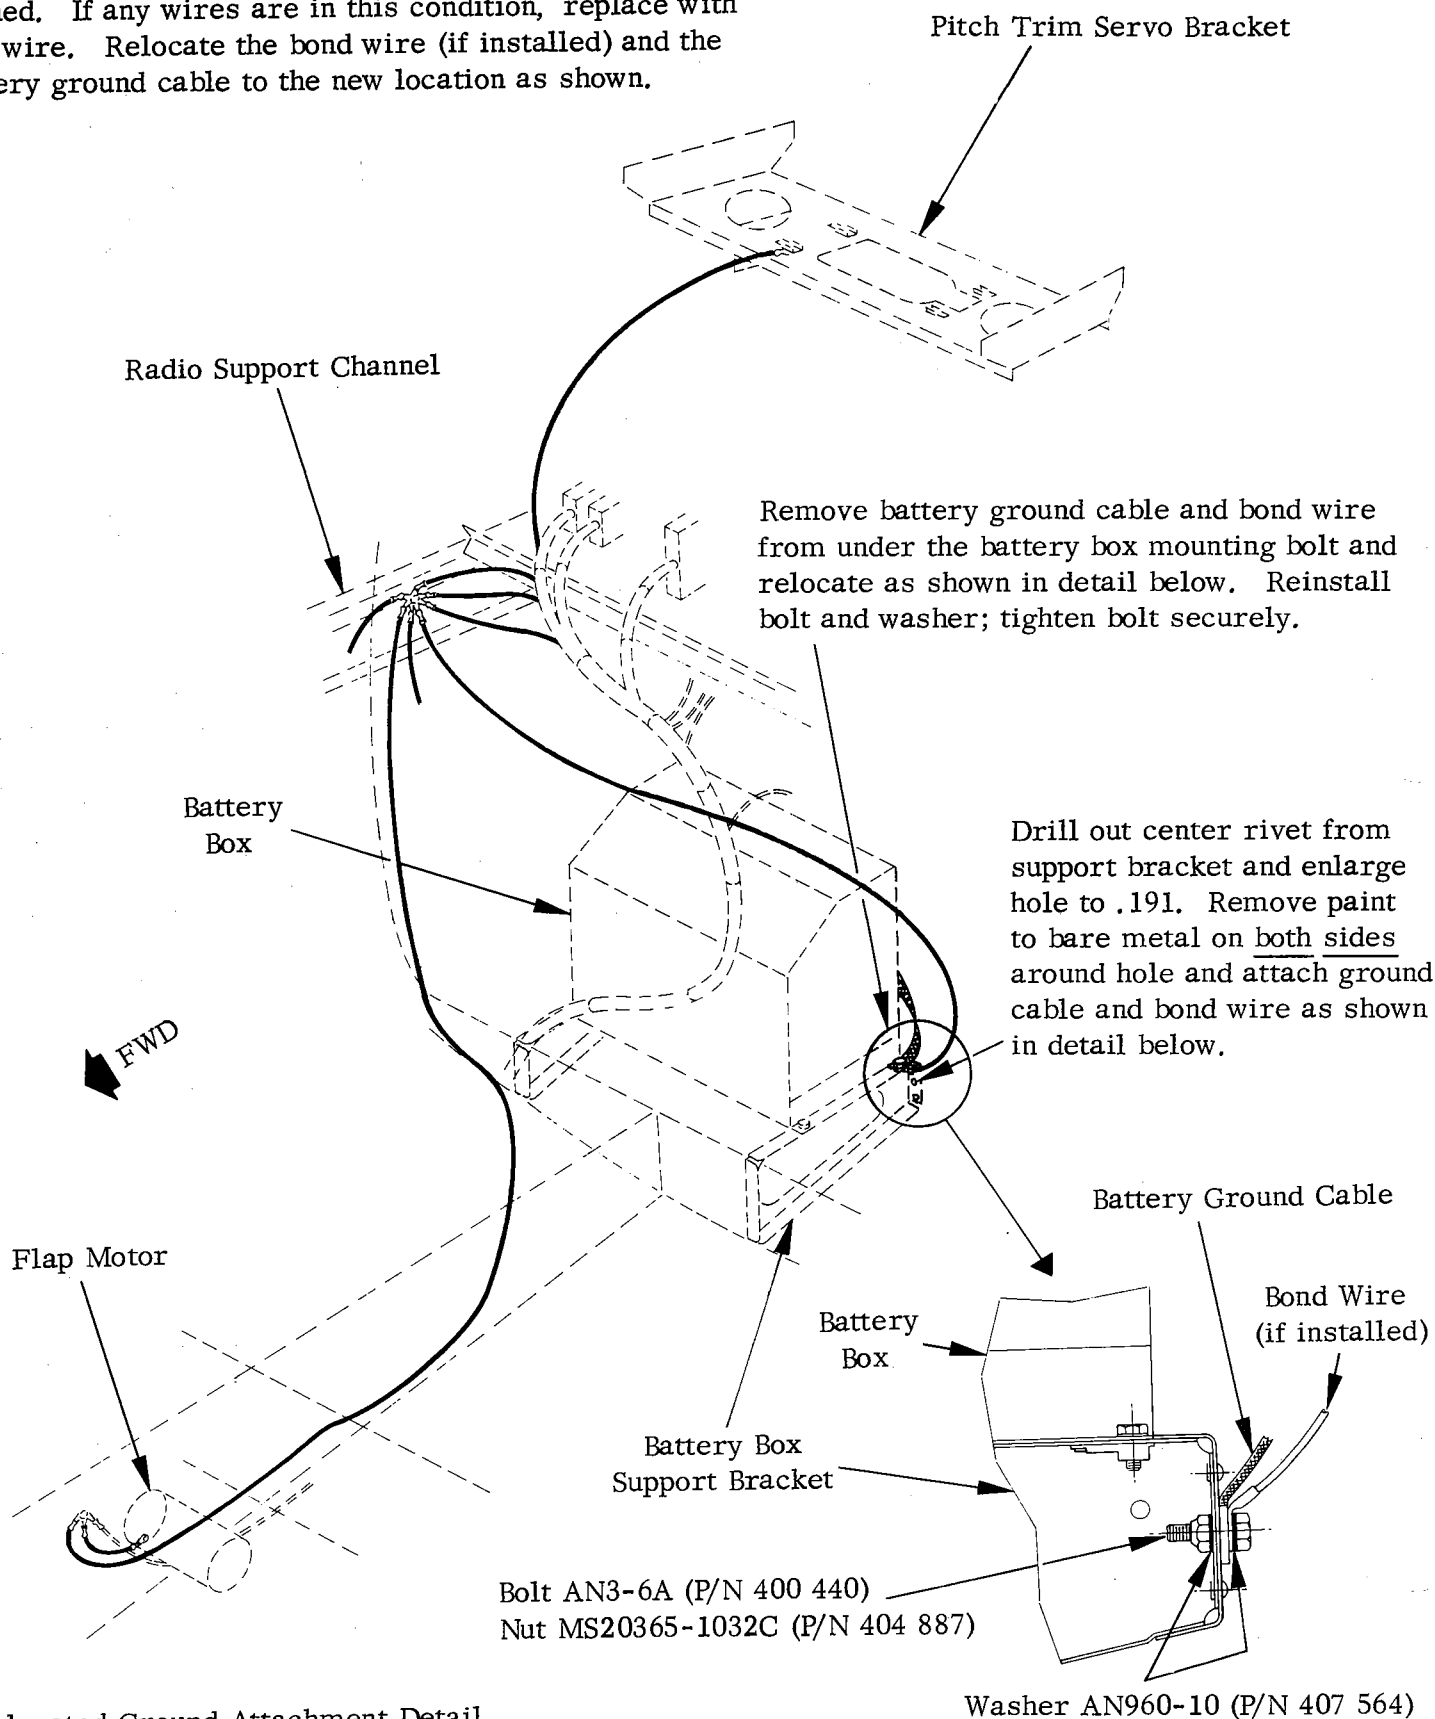 If any wires are in this condition, replace with
wire. Relocate the bond wire (if installed) and the
ground cable to the new location as shown.
Pitch Trim Servo Bracket
Radio Support Channel
Remove battery ground cable and bond wire
from under the battery box mounting bolt and
relocate as shown in detail below. Reinstall
bolt and washer; tighten bolt securely.
Battery
Box
Drill out center rivet from
support bracket and enlarge
hole to .191. Remove paint
to bare metal on both sides
around hole and attach ground
cable and bond wire as shown
in detail below.
FWD
Battery Ground Cable
Flap Motor
Bond Wire
(if installed)
Battery
Box
Battery Box
Support Bracket
Bolt AN3-6A (P/N 400 440)
Nut MS20365-1032C (P/N 404 887)
Washer AN960-10 (P/N 407 564)
Ground Attachment Detail